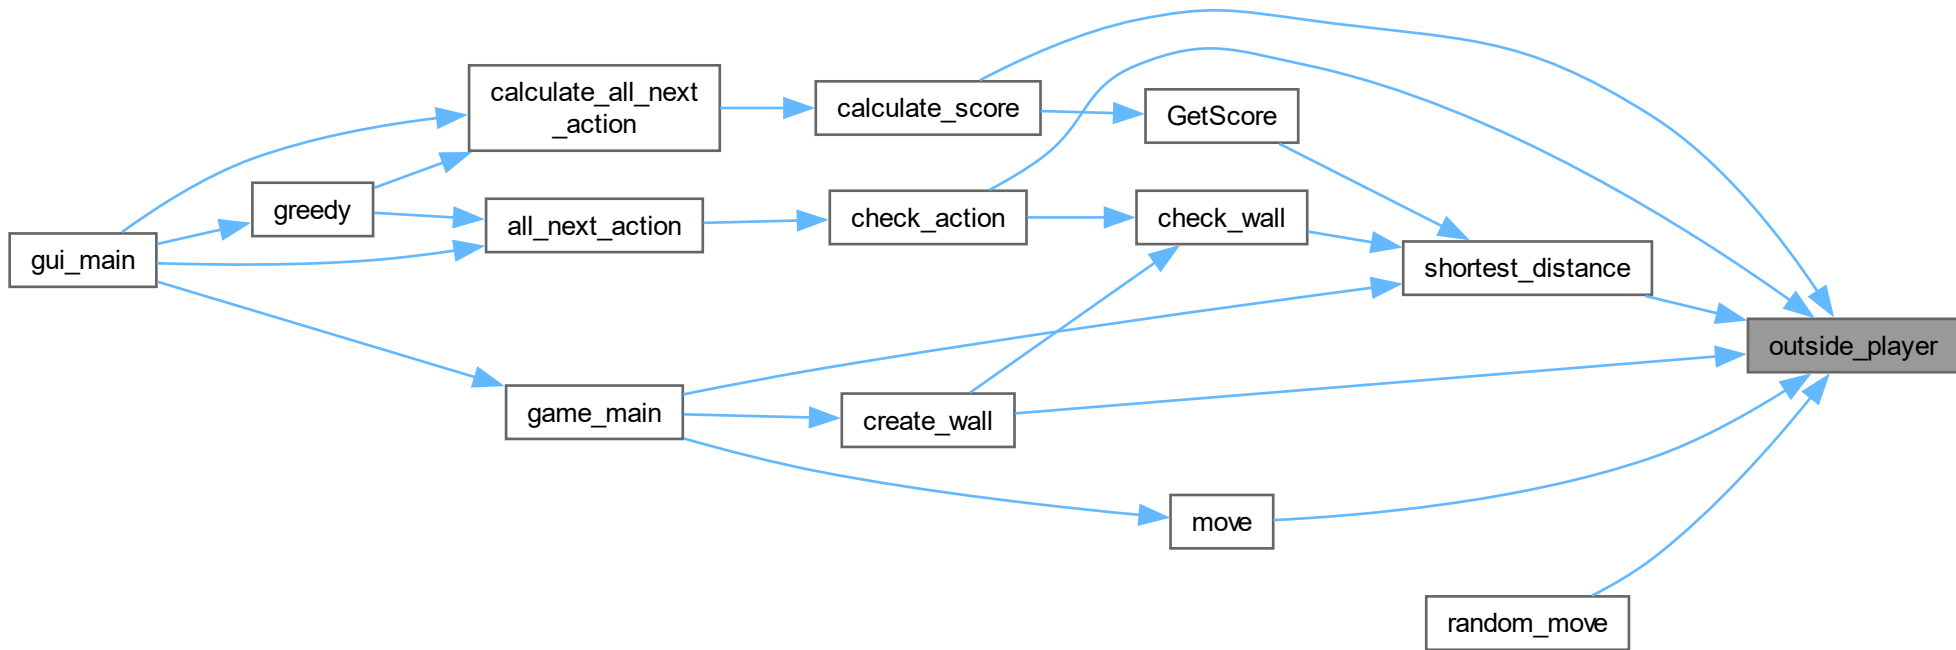 calculate_all_next
_action
calculate_score
GetScore
greedy
all_next_action
check_action
check_wall
gui_main
shortest_distance
outside_player
game_main
create_wall
move
random_move